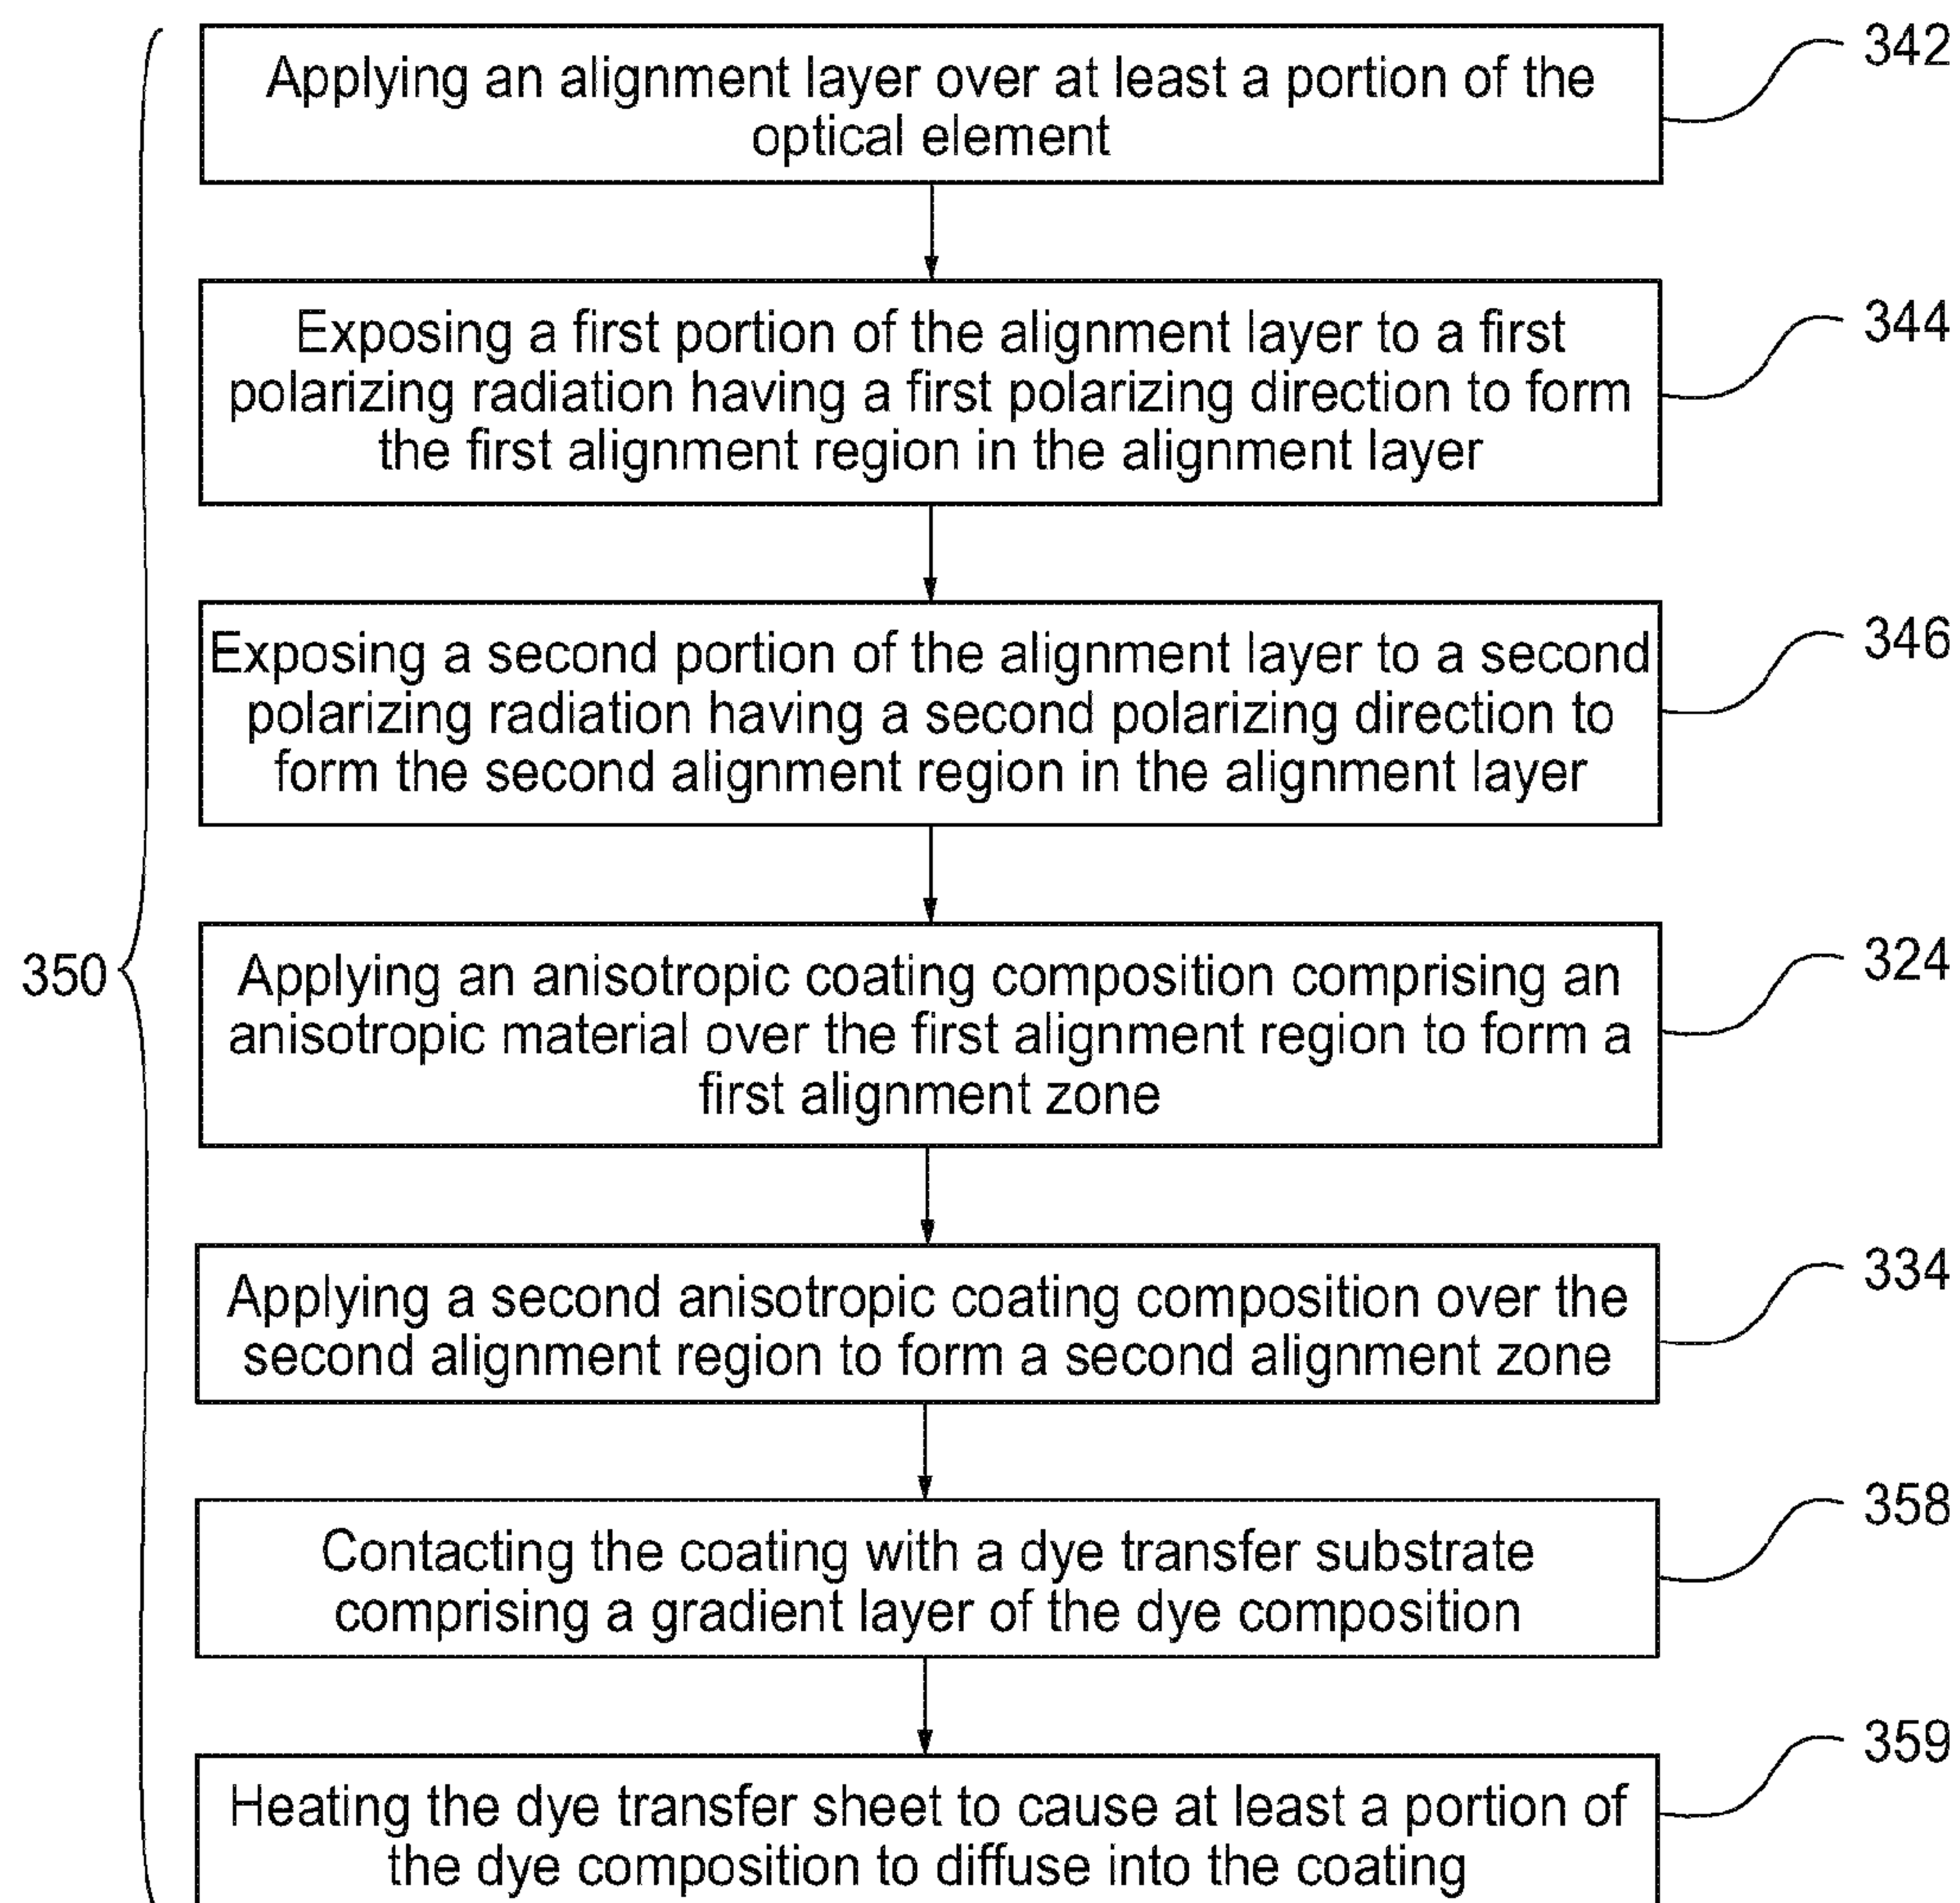 342
Applying an alignment layer over at least a portion of the
optical element
344
Exposing a first portion of the alignment layer to a first
polarizing radiation having a first polarizing direction to form
the first alignment region in the alignment layer
346
Exposing a second portion of the alignment layer to a second
polarizing radiation having a second polarizing direction to
form the second alignment region in the alignment layer
350
324
Applying an anisotropic coating composition comprising an
anisotropic material over the first alignment region to form a
first alignment zone
334
Applying a second anisotropic coating composition over the
second alignment region to form a second alignment zone
358
Contacting the coating with a dye transfer substrate
comprising a gradient layer of the dye composition
359
Heating the dye transfer sheet to cause at least a portion of
the dye composition to diffuse into the coating